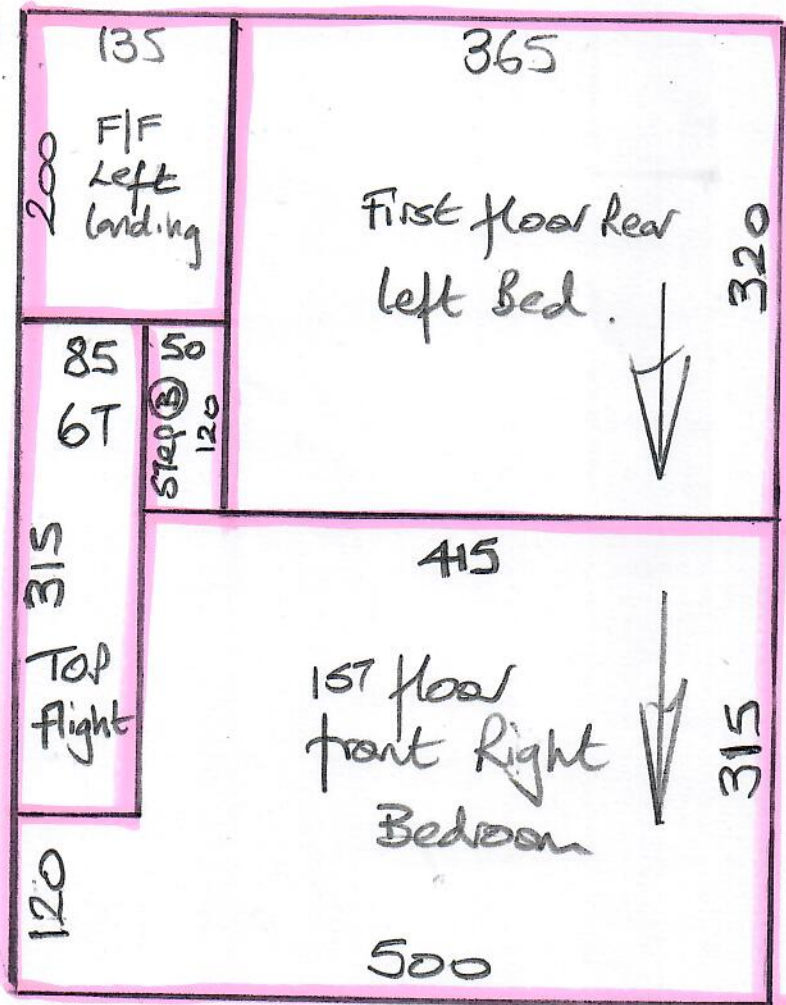 135
F/F
Left
landing
200
365
First floor Rear
left Bed.
320
85
6T
315
Top
flight
50
Step B
120
415
1ST floor
front Right
Bedroom
315
120
500